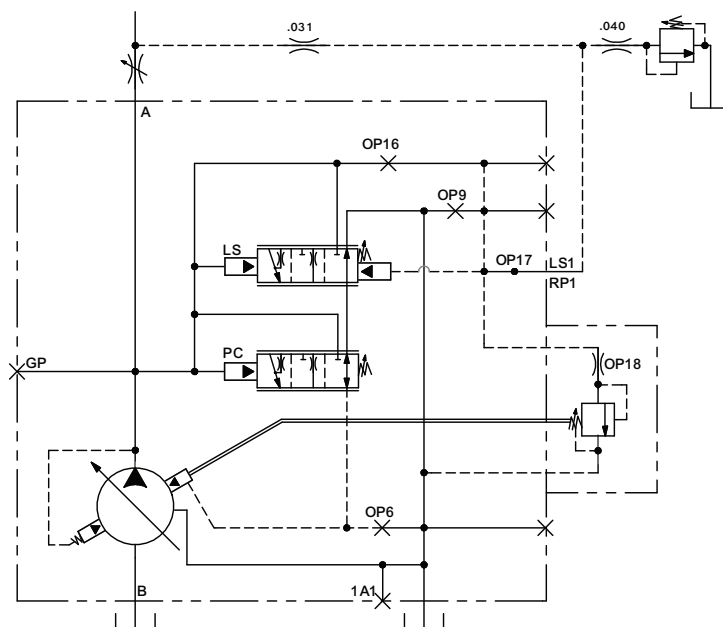 .031
.040
A
OP16
OP9
LS
OP17
LS1
RP1
PC
GP
OP18
OP6
B
1A1